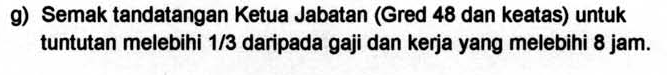 g) Semak tandatangan Ketua Jabatan (Gred 48 dan keatas) untuk
tuntutan melebihi 1/3 daripada gaji dan kerja yang melebihi 8 jam.